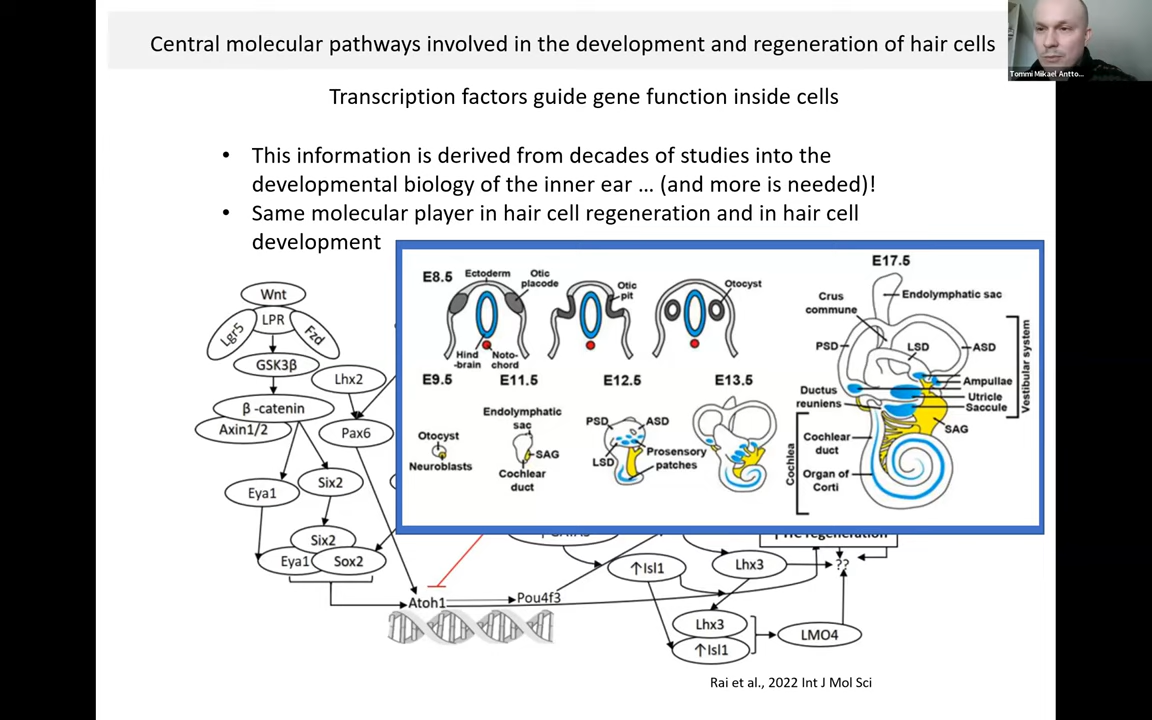 Central molecular pathways involved in the development and regeneration of hair cells
Tommi Mikael Antto...
Transcription factors guide gene function inside cells
• This information is derived from decades of studies into the
developmental biology of the inner ear … (and more is needed)!
• Same molecular player in hair cell regeneration and in hair cell
development
E8.5
Ectoderm
Otic
placode
Otic
pit
Otocyst
Hind
-brain
Noto-
chord
E9.5
E11.5
E12.5
E13.5
Otocyst
Neuroblasts
Endolymphatic
sac
SAG
Cochlear
duct
PSD
ASD
LSD
Prosensory
patches
E17.5
Crus
commune
Endolymphatic sac
PSD
LSD
ASD
Ampullae
Utricle
Saccule
Vestibular system
Ductus
reuniens
SAG
Cochlea
Cochlear
duct
Organ of
Corti
Wnt
LPR
Lgr5
Fzd
GSK3β
Lhx2
β -catenin
Axin1/2
Pax6
Eya1
Six2
Six2
Eya1
Sox2
Atoh1
Pou4f3
↑Isl1
Lhx3
??
Lhx3
↑Isl1
LMO4
Rai et al., 2022 Int J Mol Sci